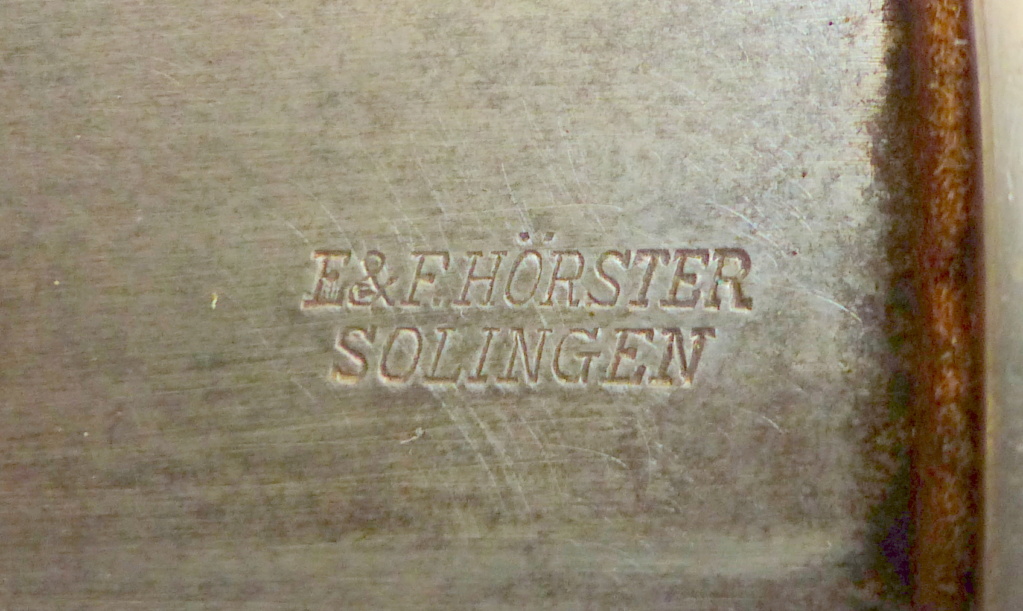 E. & F. HÖRSTER
SOLINGEN